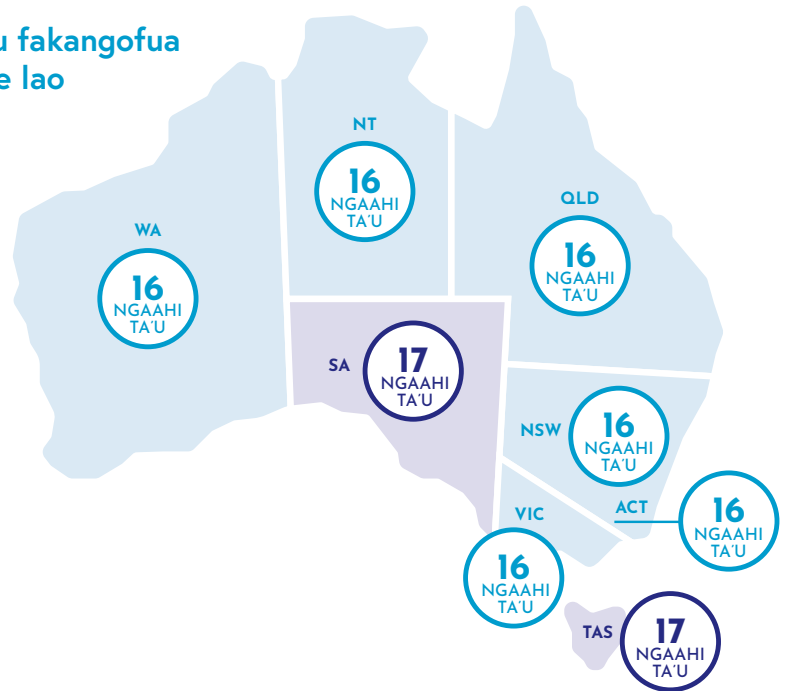 u fakangofua
e lao
NT
16
NGAAHI
TA'U
QLD
16
NGAAHI
TA'U
WA
16
NGAAHI
TA'U
SA
17
NGAAHI
TA'U
NSW
16
NGAAHI
TA'U
ACT
16
NGAAHI
TA'U
VIC
16
NGAAHI
TA'U
TAS
17
NGAAHI
TA'U